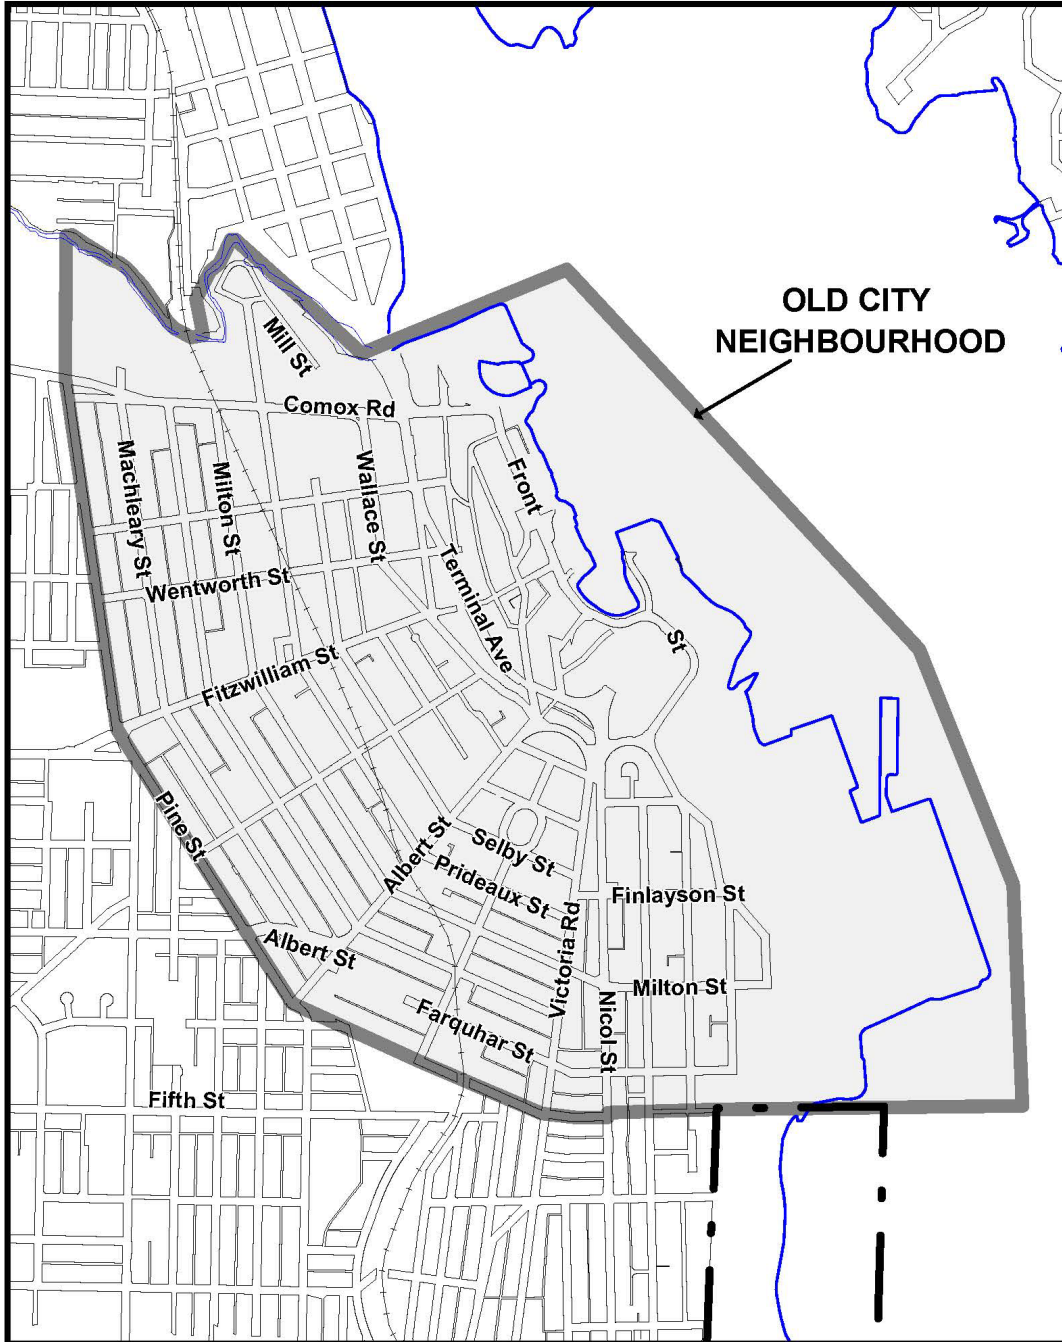 OLD CITY
NEIGHBOURHOOD
Mill St
Comox Rd
Front
Machleary St
Milton St
Wallace St
Terminal Ave
Wentworth St
St
Fitzwilliam St
Pine St
Albert St
Selby St
Prideaux St
Finlayson St
Victoria Rd
Albert St
Milton St
Nicol St
Farquhar St
Fifth St